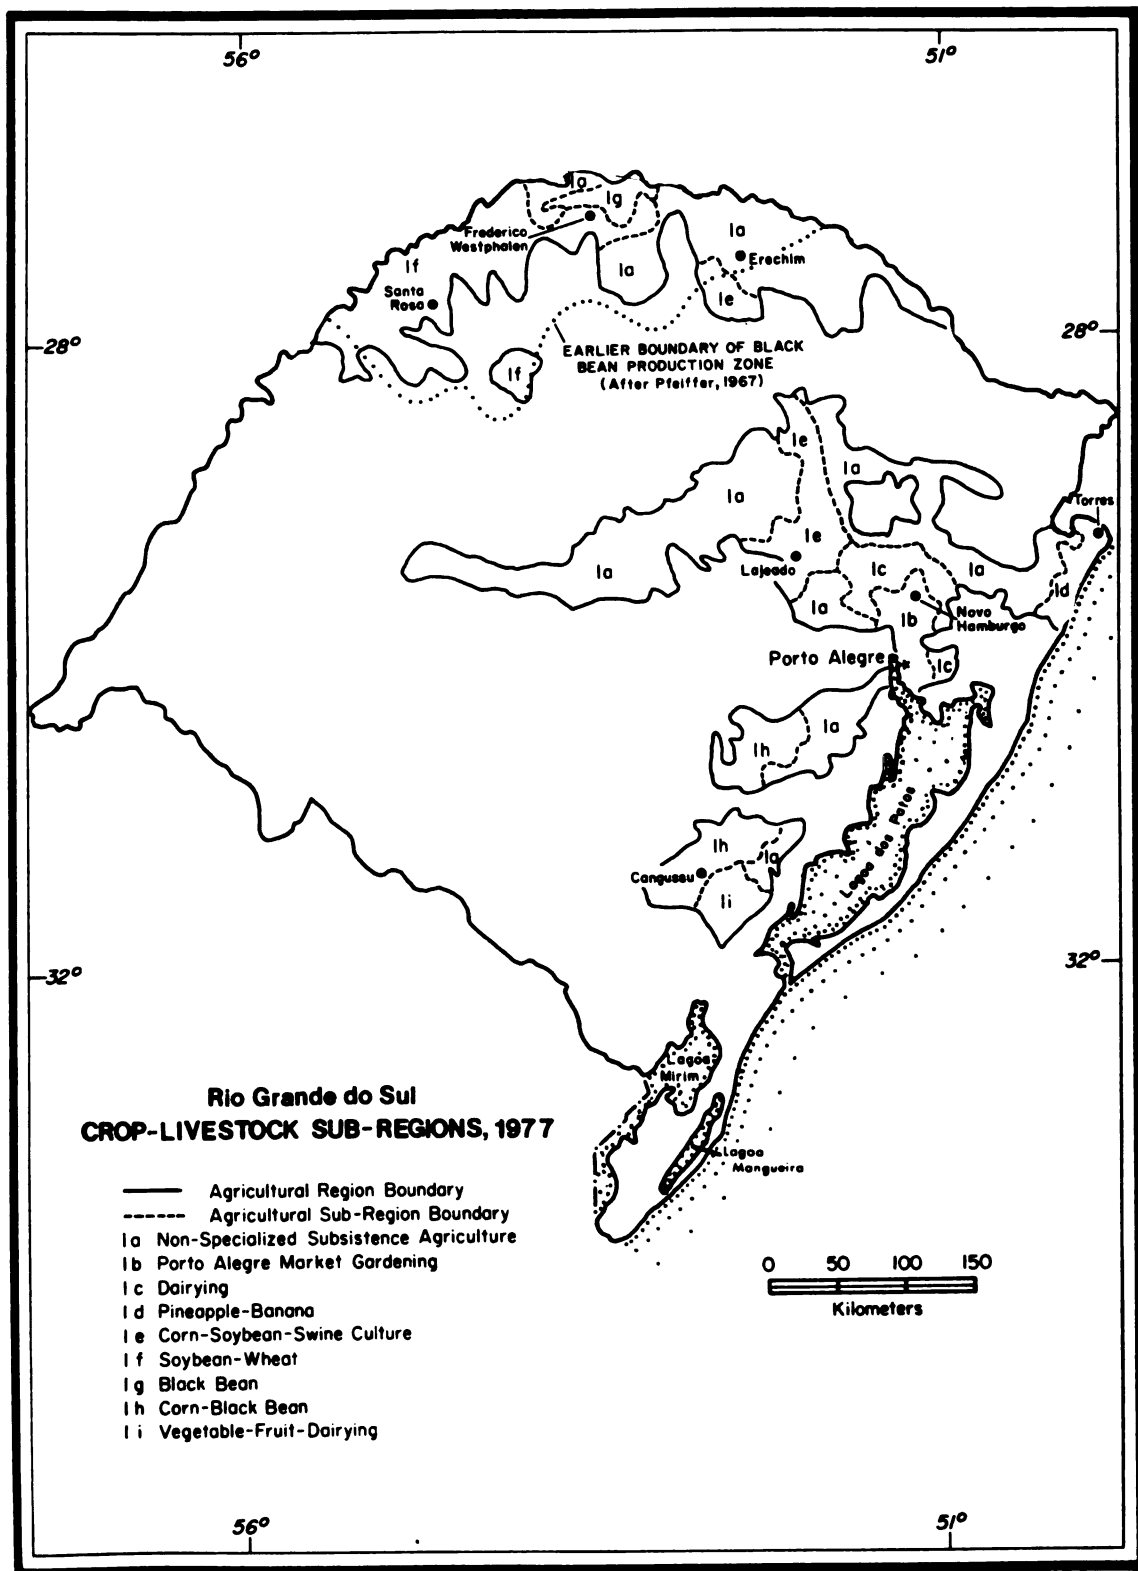 56°
51°
Ia
Ig
Frederico
Westphalen
Ia
Erechim
If
Ia
Santa
Rosa
Ie
28°
28°
EARLIER BOUNDARY OF BLACK
BEAN PRODUCTION ZONE
(After Pfeiffer, 1967)
If
Ie
Ia
Ia
Torres
Ie
Lajeado
Ic
Ia
Ia
Id
Ia
Ib
Novo
Hamburgo
Porto Alegre
Ic
Ia
Ih
Lagoa dos Patos
Ih
Ia
Cangussu
Ii
32°
32°
Lagoa
Mirim
Rio Grande do Sul
CROP-LIVESTOCK SUB-REGIONS, 1977
Lagoa
Mangueira
Agricultural Region Boundary
Agricultural Sub-Region Boundary
Ia Non-Specialized Subsistence Agriculture
Ib Porto Alegre Market Gardening
Ic Dairying
Id Pineapple-Banana
Ie Corn-Soybean-Swine Culture
If Soybean-Wheat
Ig Black Bean
Ih Corn-Black Bean
Ii Vegetable-Fruit-Dairying
0 50 100 150
Kilometers
56°
51°